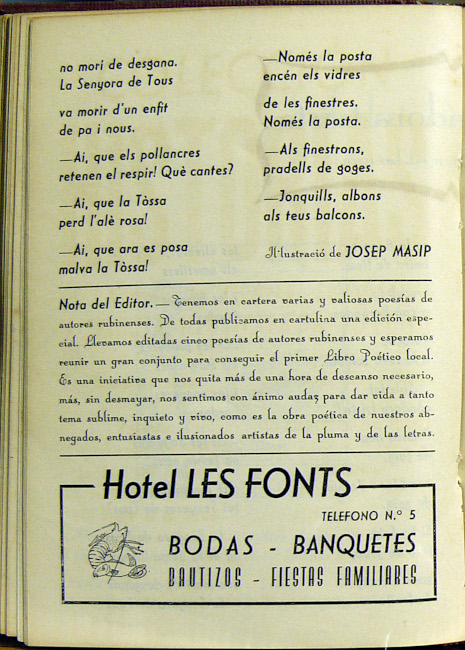 no morí de desgana.
La Senyora de Tous
va morir d'un enfit
de pa i nous.
—Ai, que els pollancres
retenen el respir! Què cantes?
—Ai, que la Tòssa
perd l'alè rosa!
—Ai, que ara es posa
malva la Tòssa!
—Només la posta
encén els vidres
de les finestres.
Només la posta.
—Als finestrons,
pradells de goges.
—Jonquills, albons
als teus balcons.
Il·lustració de JOSEP MASIP
Nota del Editor. — Tenemos en cartera varias y valiosas poesías de
autores rubinenses. De todas publicamos en cartulina una edición espe-
cial. Llevamos editadas cinco poesías de autores rubinenses y esperamos
reunir un gran conjunto para conseguir el primer Libro Poético local.
Es una iniciativa que nos quita más de una hora de descanso necesario,
más, sin desmayar, nos sentimos con ánimo audaz para dar vida a tanto
tema sublime, inquieto y vivo, como es la obra poética de nuestros ab-
negados, entusiastas e ilusionados artistas de la pluma y de las letras.
Hotel LES FONTS
TELEFONO N.º 5
BODAS - BANQUETES
BAUTIZOS - FIESTAS FAMILIARES